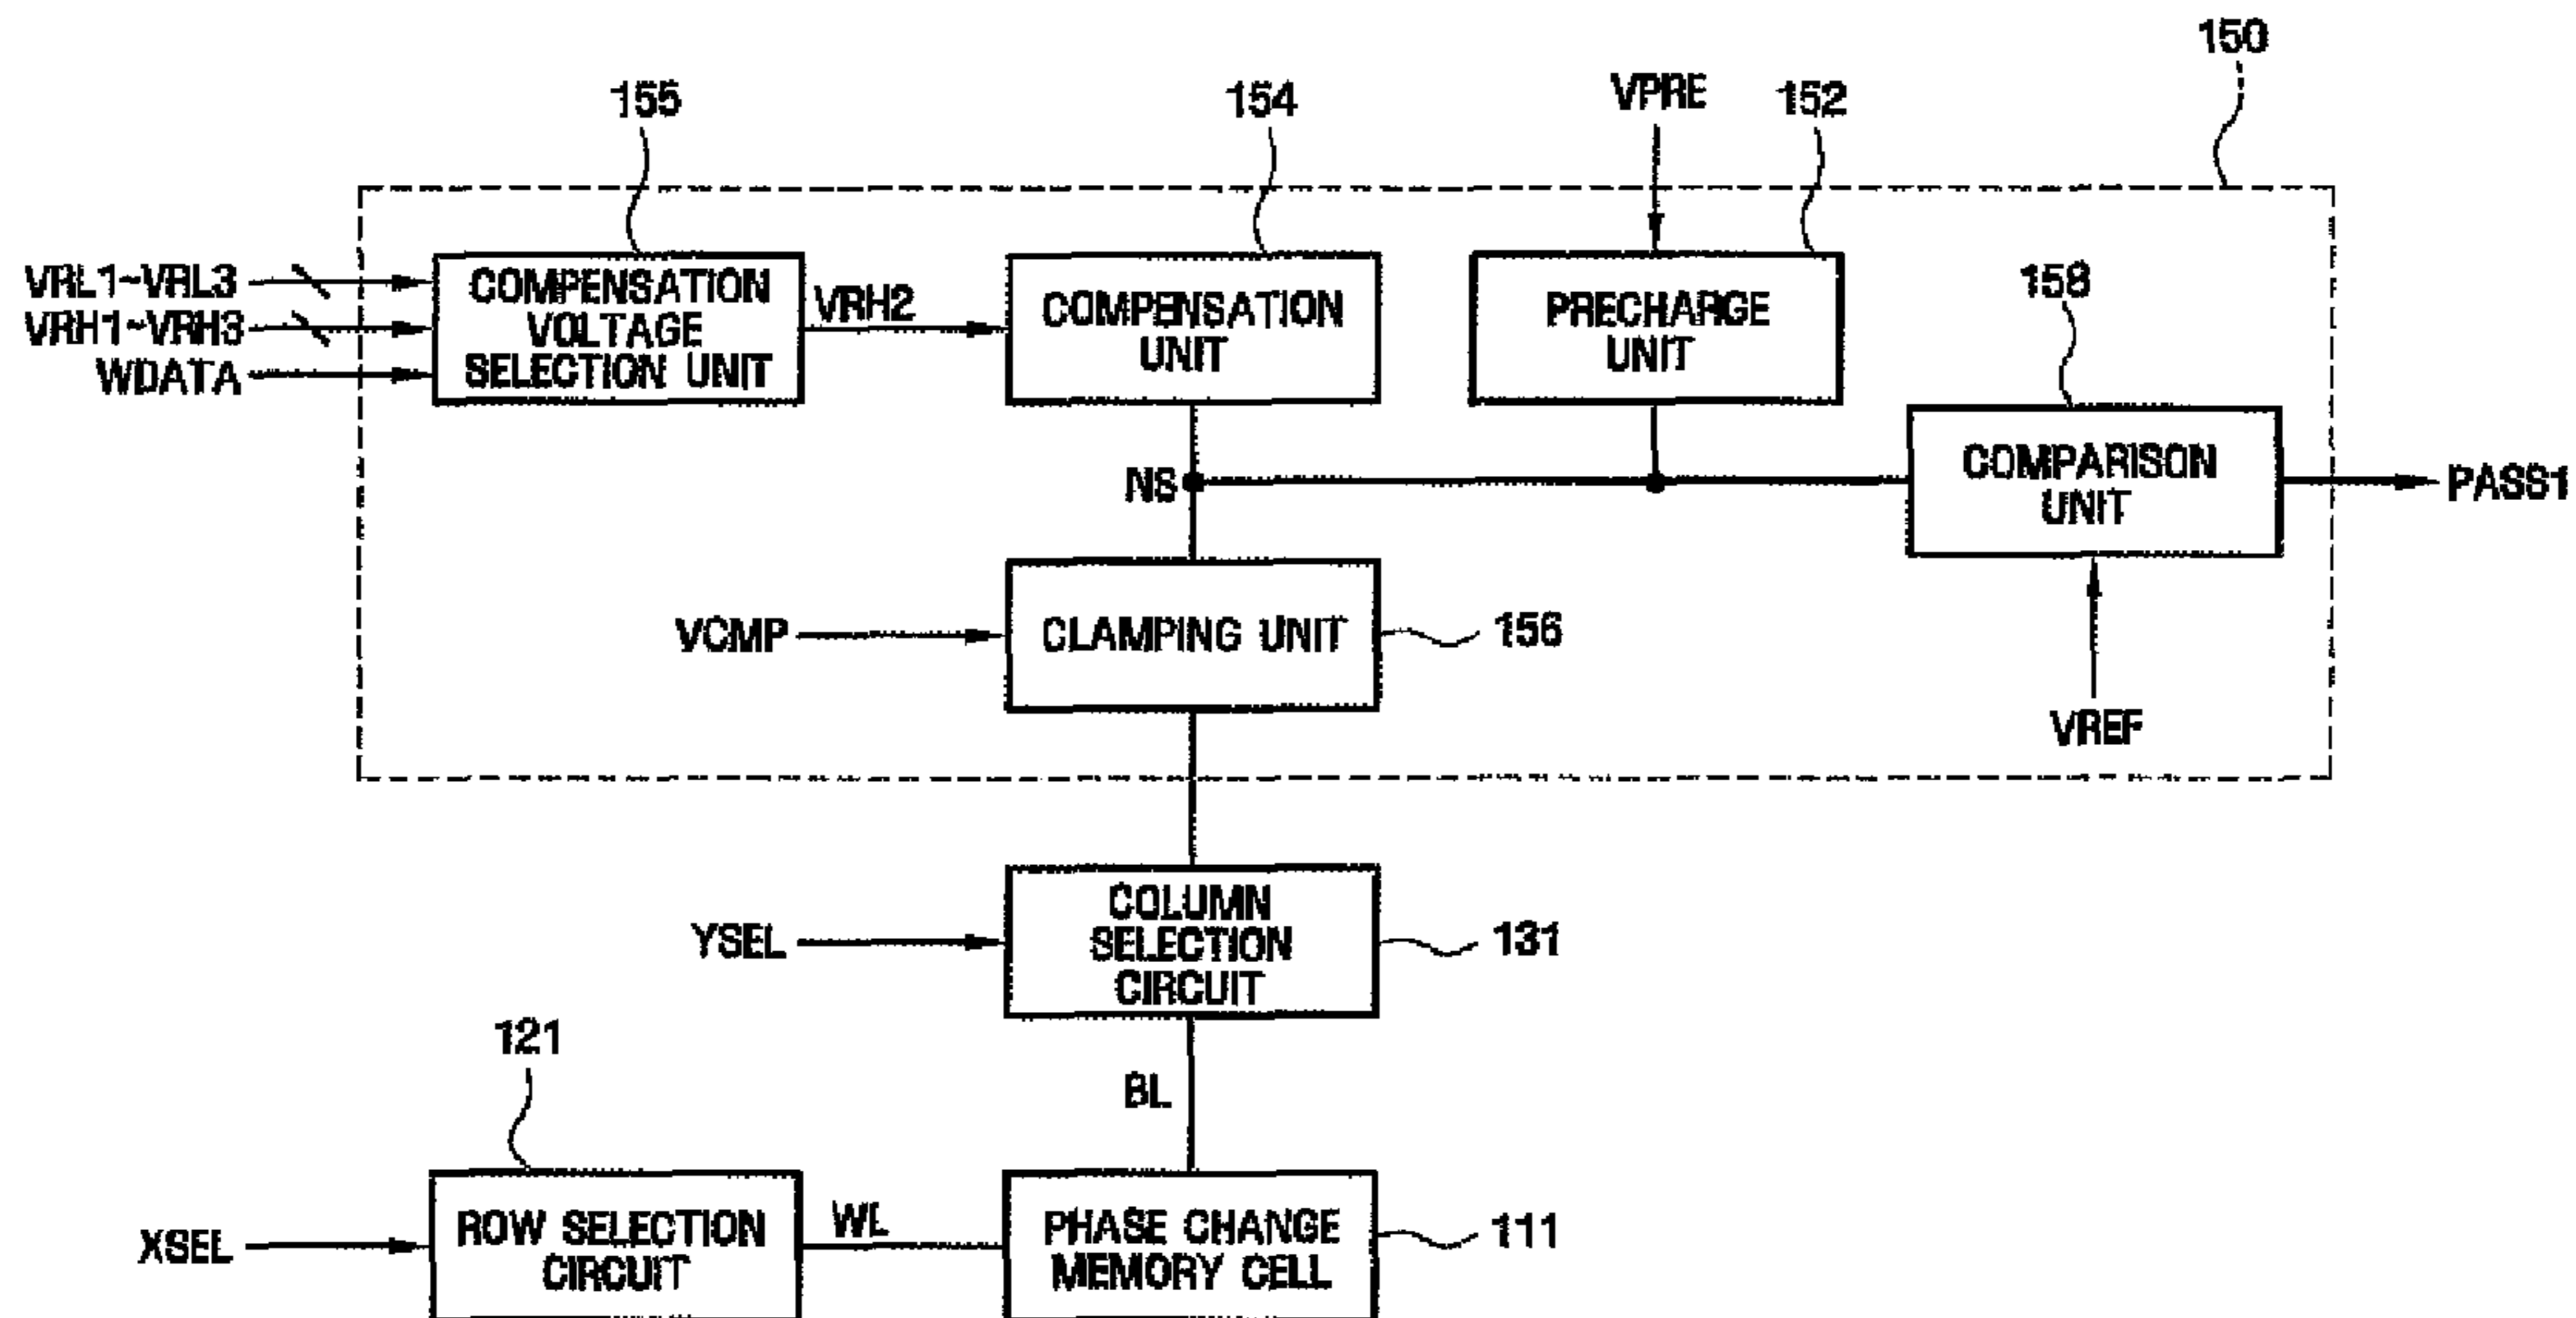 150
155
154
VPRE
152
VRL1~VRL3
VRH1~VRH3
WDATA
COMPENSATION
VOLTAGE
SELECTION UNIT
VRH2
COMPENSATION
UNIT
PRECHARGE
UNIT
158
COMPARISON
UNIT
PASS1
NS
VCMP
CLAMPING UNIT
156
VREF
YSEL
COLUMN
SELECTION
CIRCUIT
131
121
BL
XSEL
ROW SELECTION
CIRCUIT
WL
PHASE CHANGE
MEMORY CELL
111